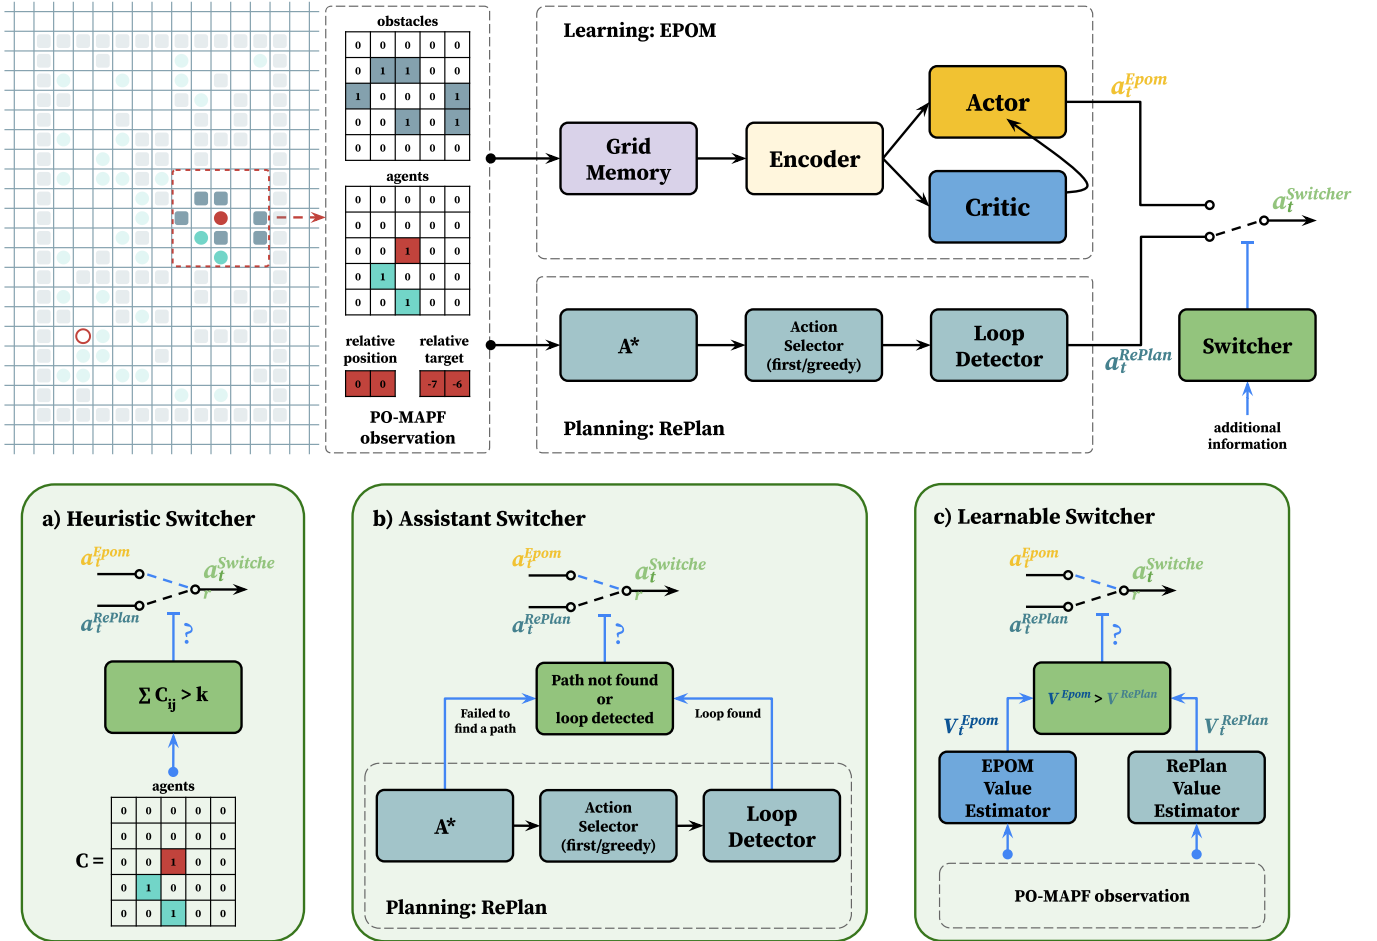 obstacles
0 0 0 0 0
0 1 1 0 0
1 0 0 0 1
0 0 1 0 1
0 0 0 0 0
agents
0 0 0 0 0
0 0 0 0 0
0 0 1 0 0
0 1 0 0 0
0 0 1 0 0
relative
position
0 0
relative
target
-7 -6
PO-MAPF
observation
Learning: EPOM
Grid
Memory
Encoder
Actor
Critic
a_t^Epom
Planning: RePlan
A*
Action
Selector
(first/greedy)
Loop
Detector
a_t^RePlan
a_t^Switcher
Switcher
additional
information
a) Heuristic Switcher
a_t^Epom
a_t^Switche
r
a_t^RePlan
?
∑ C_ij > k
agents
C =
0 0 0 0 0
0 0 0 0 0
0 0 1 0 0
0 1 0 0 0
0 0 1 0 0
b) Assistant Switcher
a_t^Epom
a_t^Switche
r
a_t^RePlan
?
Path not found
or
loop detected
Failed to
find a path
Loop found
A*
Action
Selector
(first/greedy)
Loop
Detector
Planning: RePlan
c) Learnable Switcher
a_t^Epom
a_t^Switche
r
a_t^RePlan
?
V^Epom > V^RePlan
V_t^Epom
V_t^RePlan
EPOM
Value
Estimator
RePlan
Value
Estimator
PO-MAPF observation